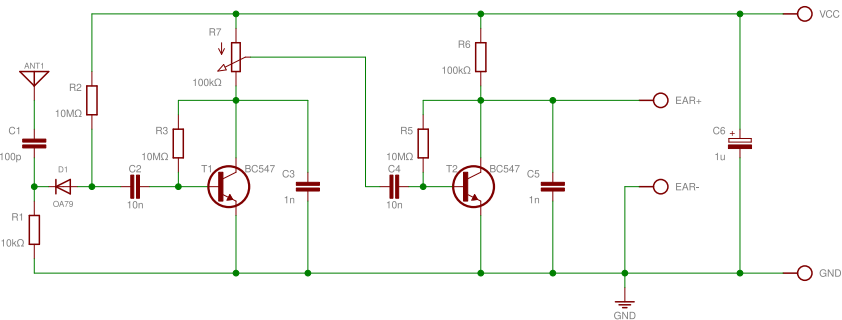 VCC
R7
R6
100kΩ
100kΩ
ANT1
R2
10MΩ
EAR+
C1
100p
R3
10MΩ
R5
10MΩ
C6
+
1u
D1
OA79
C2
10n
T1
BC547
C3
1n
C4
10n
T2
BC547
C5
1n
EAR-
R1
10kΩ
GND
GND